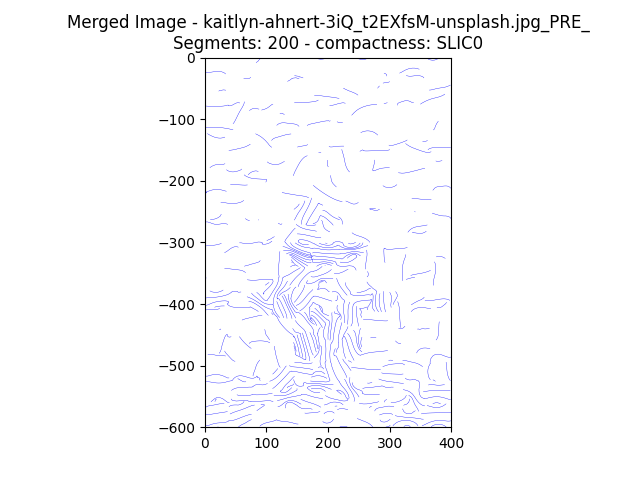 Merged Image - kaitlyn-ahnert-3iQ_t2EXfsM-unsplash.jpg_PRE_
Segments: 200 - compactness: SLIC0
0
−100
−200
−300
−400
−500
−600
0 100 200 300 400